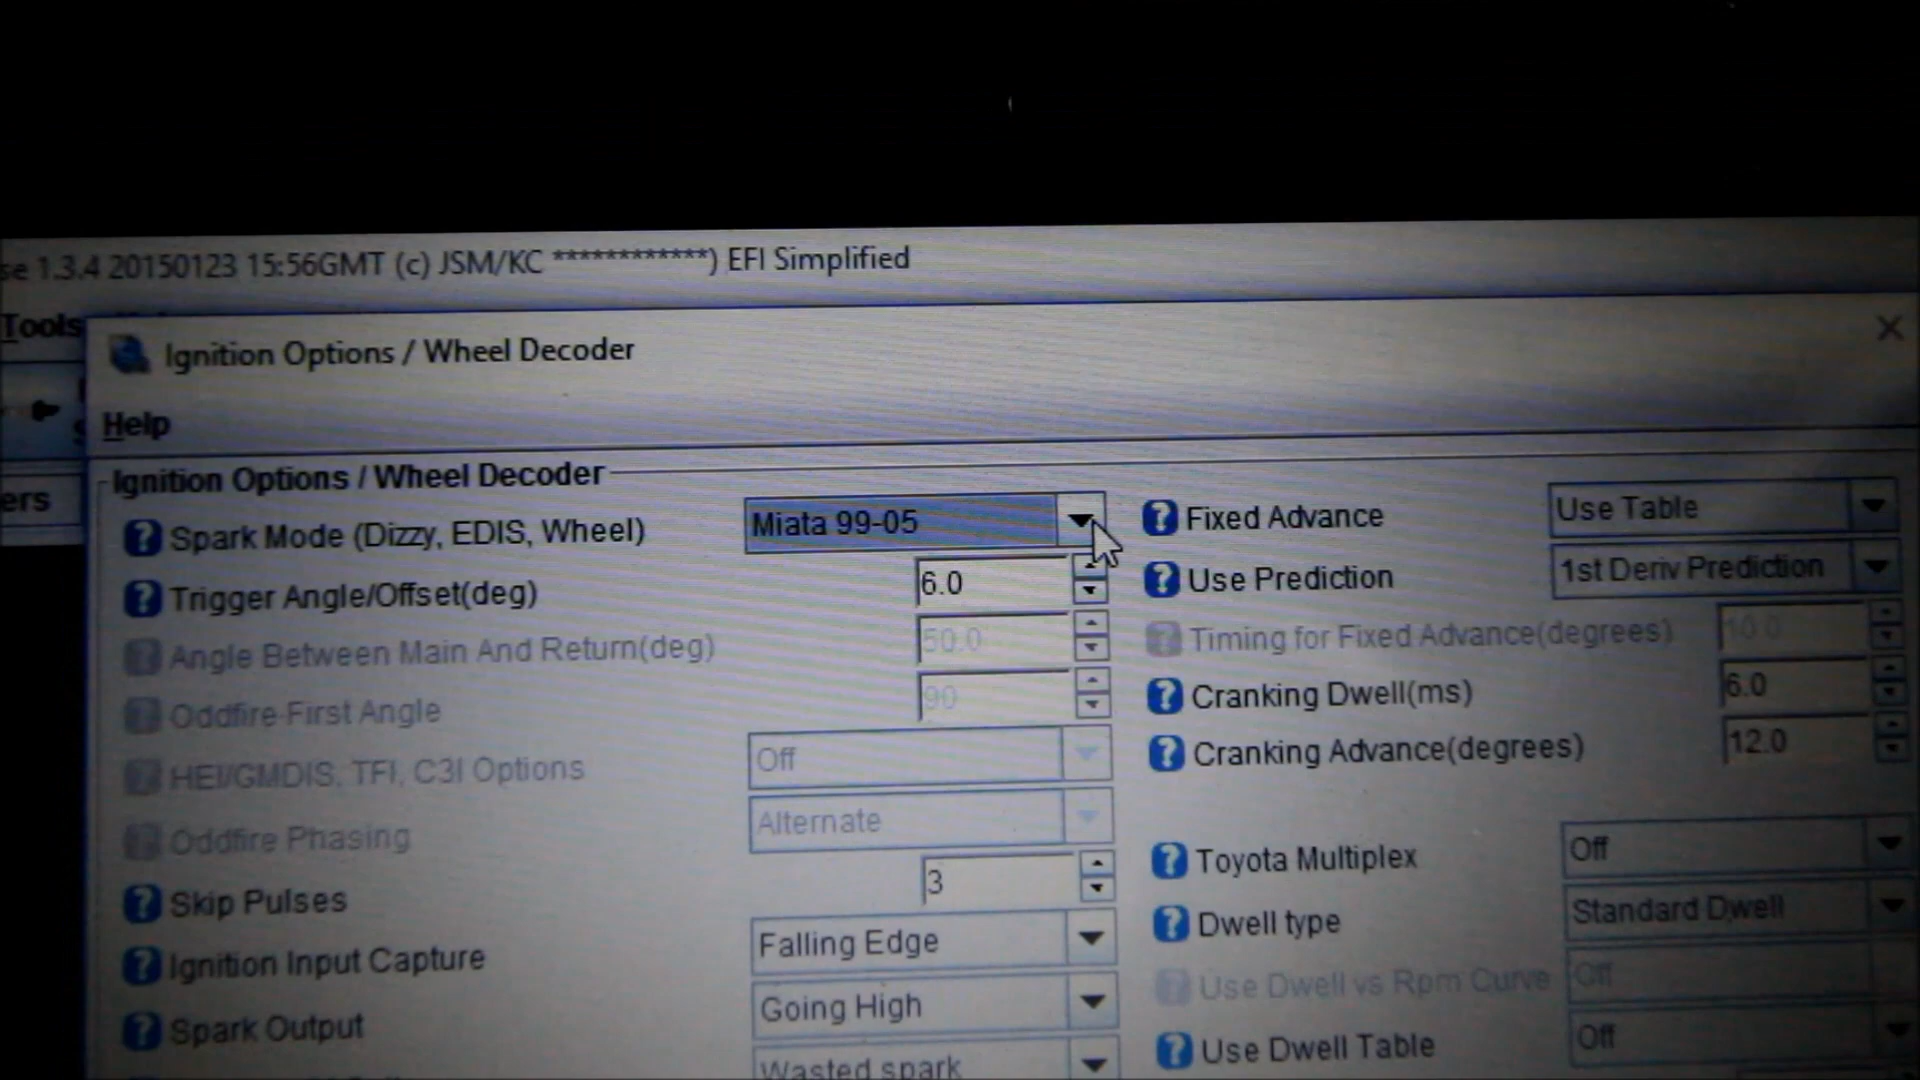 se 1.3.4 20150123 15:56GMT (c) JSM/KC ************) EFI Simplified
Tools
Ignition Options / Wheel Decoder
Help
ers
Ignition Options / Wheel Decoder
Spark Mode (Dizzy, EDIS, Wheel) Miata 99-05
Trigger Angle/Offset(deg) 6.0
Angle Between Main And Return(deg) 50.0
Oddfire First Angle 90
HEI/GMDIS, TFI, C3I Options Off
Oddfire Phasing Alternate
Skip Pulses 3
Ignition Input Capture Falling Edge
Spark Output Going High
Wasted spark
Fixed Advance Use Table
Use Prediction 1st Deriv Prediction
Timing for Fixed Advance(degrees) 10.0
Cranking Dwell(ms) 6.0
Cranking Advance(degrees) 12.0
Toyota Multiplex Off
Dwell type Standard Dwell
Use Dwell vs Rpm Curve Off
Use Dwell Table Off